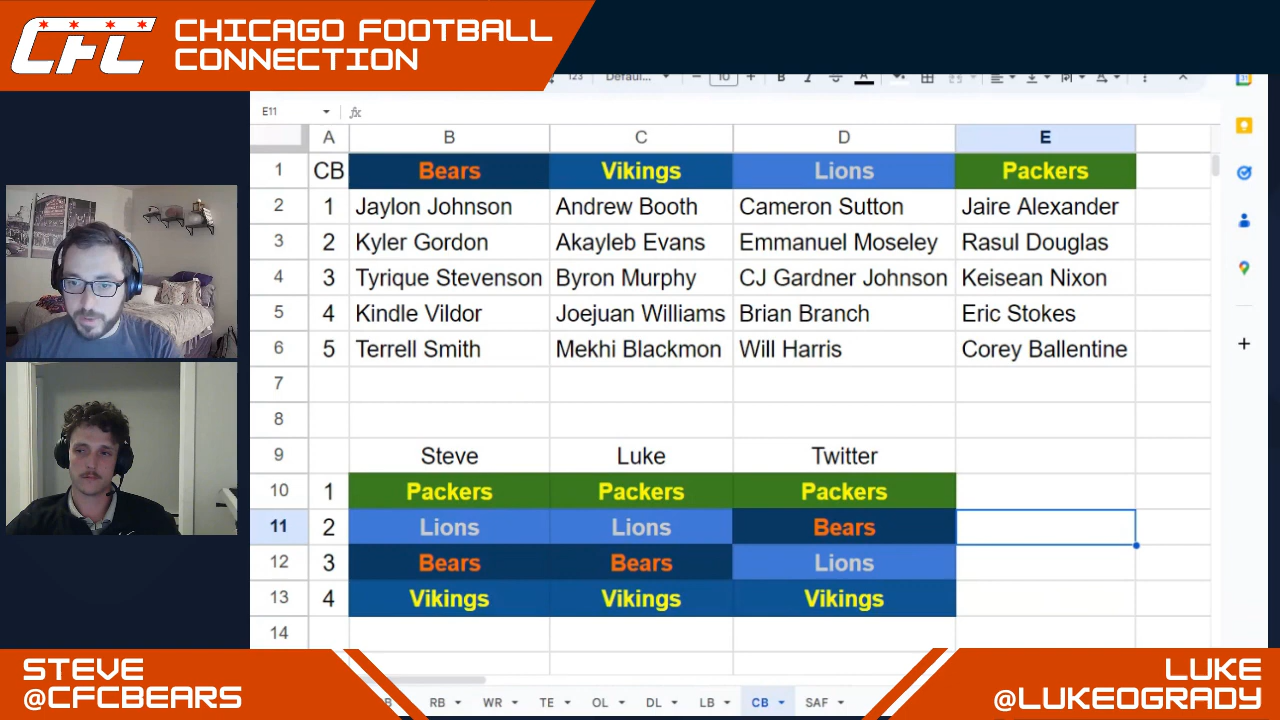 CFC
CHICAGO FOOTBALL
CONNECTION
123 Defaul... − 10 + B I A
E11 fx
A B C D E
1 CB Bears Vikings Lions Packers
2 1 Jaylon Johnson Andrew Booth Cameron Sutton Jaire Alexander
3 2 Kyler Gordon Akayleb Evans Emmanuel Moseley Rasul Douglas
4 3 Tyrique Stevenson Byron Murphy CJ Gardner Johnson Keisean Nixon
5 4 Kindle Vildor Joejuan Williams Brian Branch Eric Stokes
6 5 Terrell Smith Mekhi Blackmon Will Harris Corey Ballentine
7
8
9 Steve Luke Twitter
10 1 Packers Packers Packers
11 2 Lions Lions Bears
12 3 Bears Bears Lions
13 4 Vikings Vikings Vikings
14
RB WR TE OL DL LB CB SAF
STEVE
@CFCBEARS
LUKE
@LUKEOGRADY